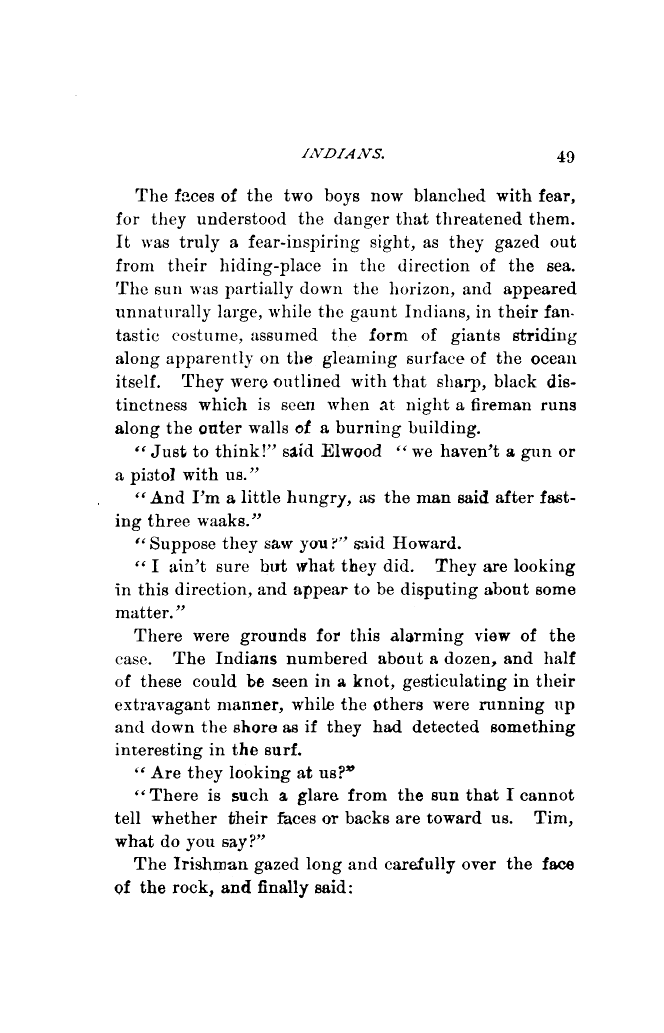 INDIANS. 49
The faces of the two boys now blanched with fear,
for they understood the danger that threatened them.
It was truly a fear-inspiring sight, as they gazed out
from their hiding-place in the direction of the sea.
The sun was partially down the horizon, and appeared
unnaturally large, while the gaunt Indians, in their fan-
tastic costume, assumed the form of giants striding
along apparently on the gleaming surface of the ocean
itself. They were outlined with that sharp, black dis-
tinctness which is seen when at night a fireman runs
along the outer walls of a burning building.
“Just to think!” said Elwood “we haven’t a gun or
a pistol with us.”
“And I’m a little hungry, as the man said after fast-
ing three waaks.”
“Suppose they saw you?” said Howard.
“I ain’t sure but what they did. They are looking
in this direction, and appear to be disputing about some
matter.”
There were grounds for this alarming view of the
case. The Indians numbered about a dozen, and half
of these could be seen in a knot, gesticulating in their
extravagant manner, while the others were running up
and down the shore as if they had detected something
interesting in the surf.
“Are they looking at us?”
“There is such a glare from the sun that I cannot
tell whether their faces or backs are toward us. Tim,
what do you say?”
The Irishman gazed long and carefully over the face
of the rock, and finally said: